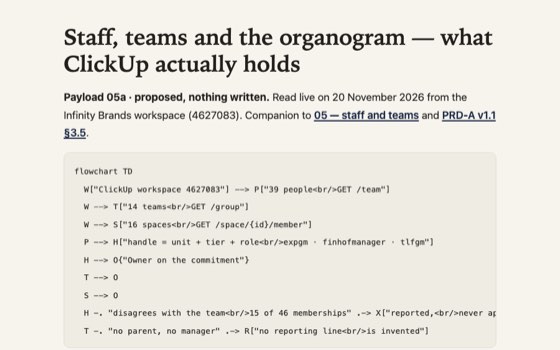 Staff, teams and the organogram — what
ClickUp actually holds
Payload 05a · proposed, nothing written. Read live on 20 November 2026 from the
Infinity Brands workspace (4627083). Companion to 05 — staff and teams and PRD-A v1.1
§3.5.
flowchart TD
W["ClickUp workspace 4627083"] --> P["39 people<br/>GET /team"]
W --> T["14 teams<br/>GET /group"]
W --> S["16 spaces<br/>GET /space/{id}/member"]
P --> H["handle = unit + tier + role<br/>expgm · finhofmanager · tlfgm"]
H --> O{"Owner on the commitment"}
T --> O
S --> O
H -. "disagrees with the team<br/>15 of 46 memberships" .-> X["reported,<br/>never ap
T -. "no parent, no manager" .-> R["no reporting line<br/>is invented"]